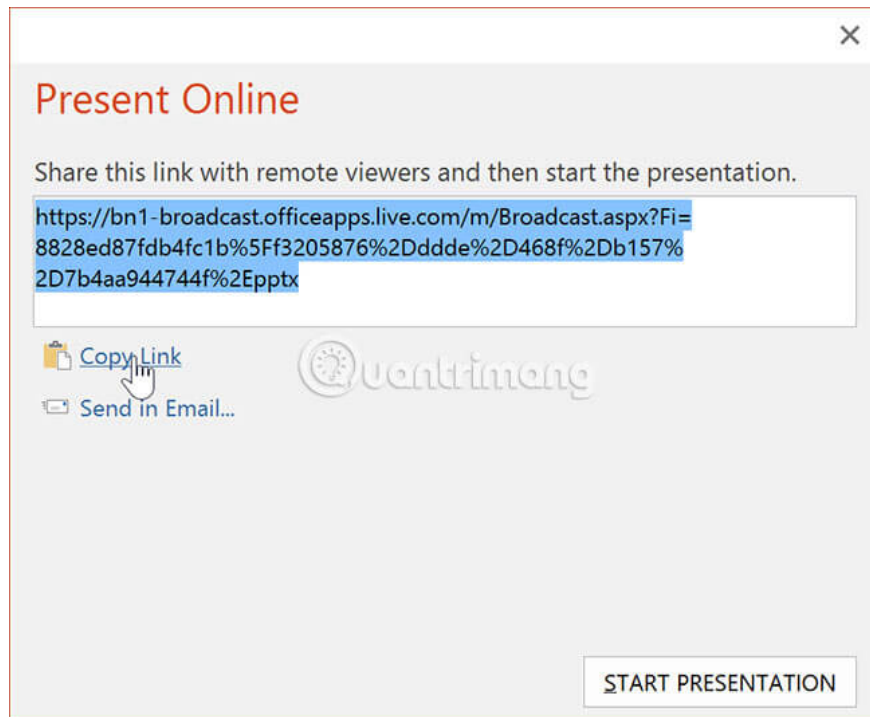 Present Online
Share this link with remote viewers and then start the presentation.
https://bn1-broadcast.officeapps.live.com/m/Broadcast.aspx?Fi=
8828ed87fdb4fc1b%5Ff3205876%2Dddde%2D468f%2Db157%
2D7b4aa944744f%2Epptx
Copy Link
Quantrimang
Send in Email...
START PRESENTATION